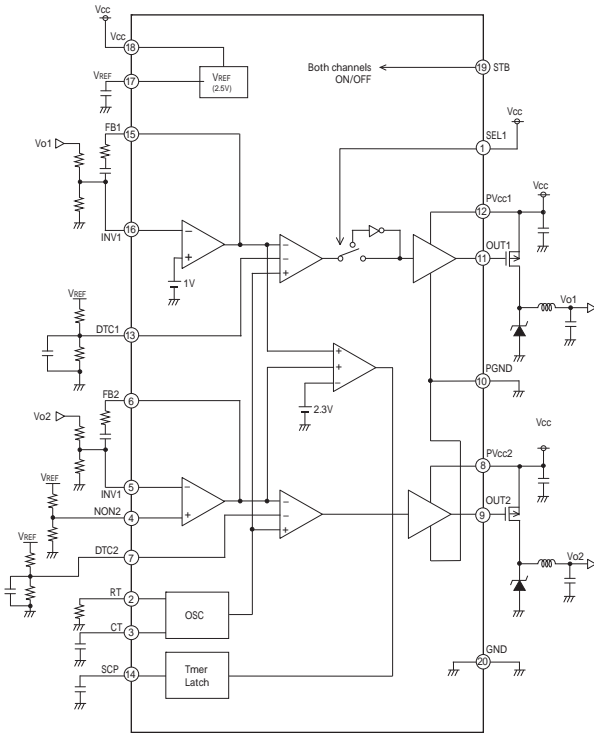 Vcc
Vcc
18
VREF
(2.5V)
VREF
17
Both channels
ON/OFF
19 STB
FB1
15
Vo1
SEL1
1
Vcc
PVcc1
12
Vcc
INV1
16
1V
OUT1
11
Vo1
VREF
DTC1
13
PGND
10
FB2
6
2.3V
Vo2
Vcc
PVcc2
8
INV1
5
VREF
NON2
4
OUT2
9
VREF
DTC2
7
Vo2
RT
2
OSC
CT
3
GND
20
SCP
14
Tmer
Latch